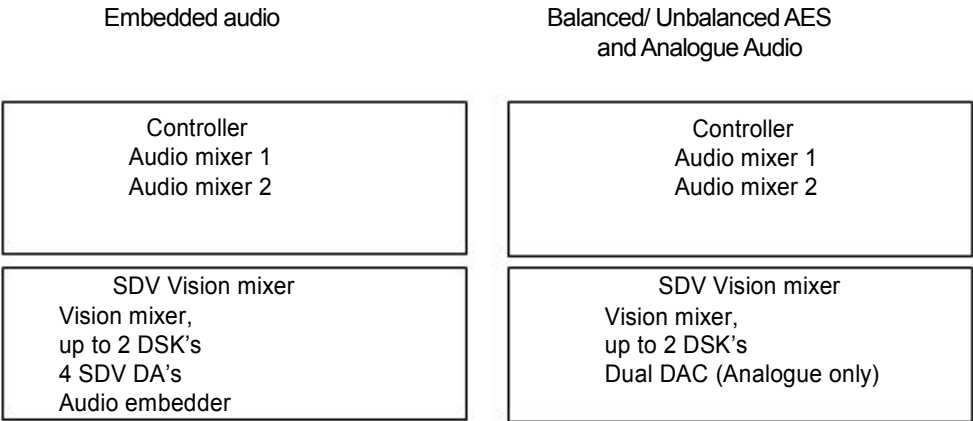 Embedded audio
Balanced/ Unbalanced AES
and Analogue Audio
Controller
Audio mixer 1
Audio mixer 2
Controller
Audio mixer 1
Audio mixer 2
SDV Vision mixer
Vision mixer,
up to 2 DSK's
4 SDV DA's
Audio embedder
SDV Vision mixer
Vision mixer,
up to 2 DSK's
Dual DAC (Analogue only)